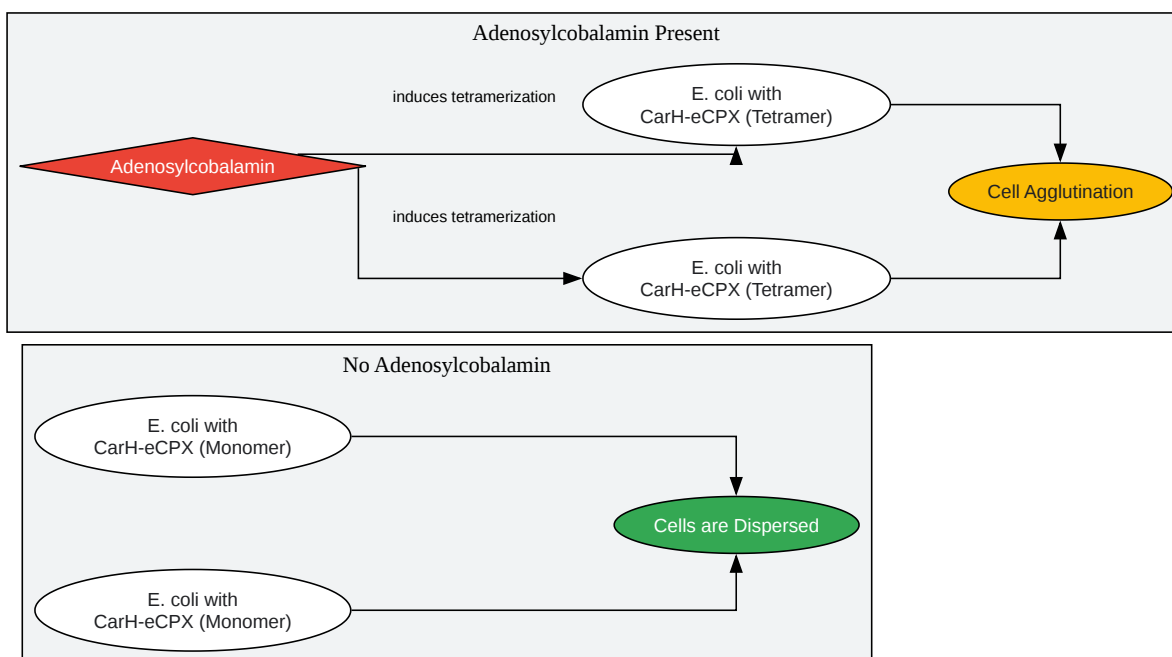 Adenosylcobalamin Present
induces tetramerization
E. coli with
CarH-eCPX (Tetramer)
Adenosylcobalamin
Cell Agglutination
induces tetramerization
E. coli with
CarH-eCPX (Tetramer)
No Adenosylcobalamin
E. coli with
CarH-eCPX (Monomer)
Cells are Dispersed
E. coli with
CarH-eCPX (Monomer)